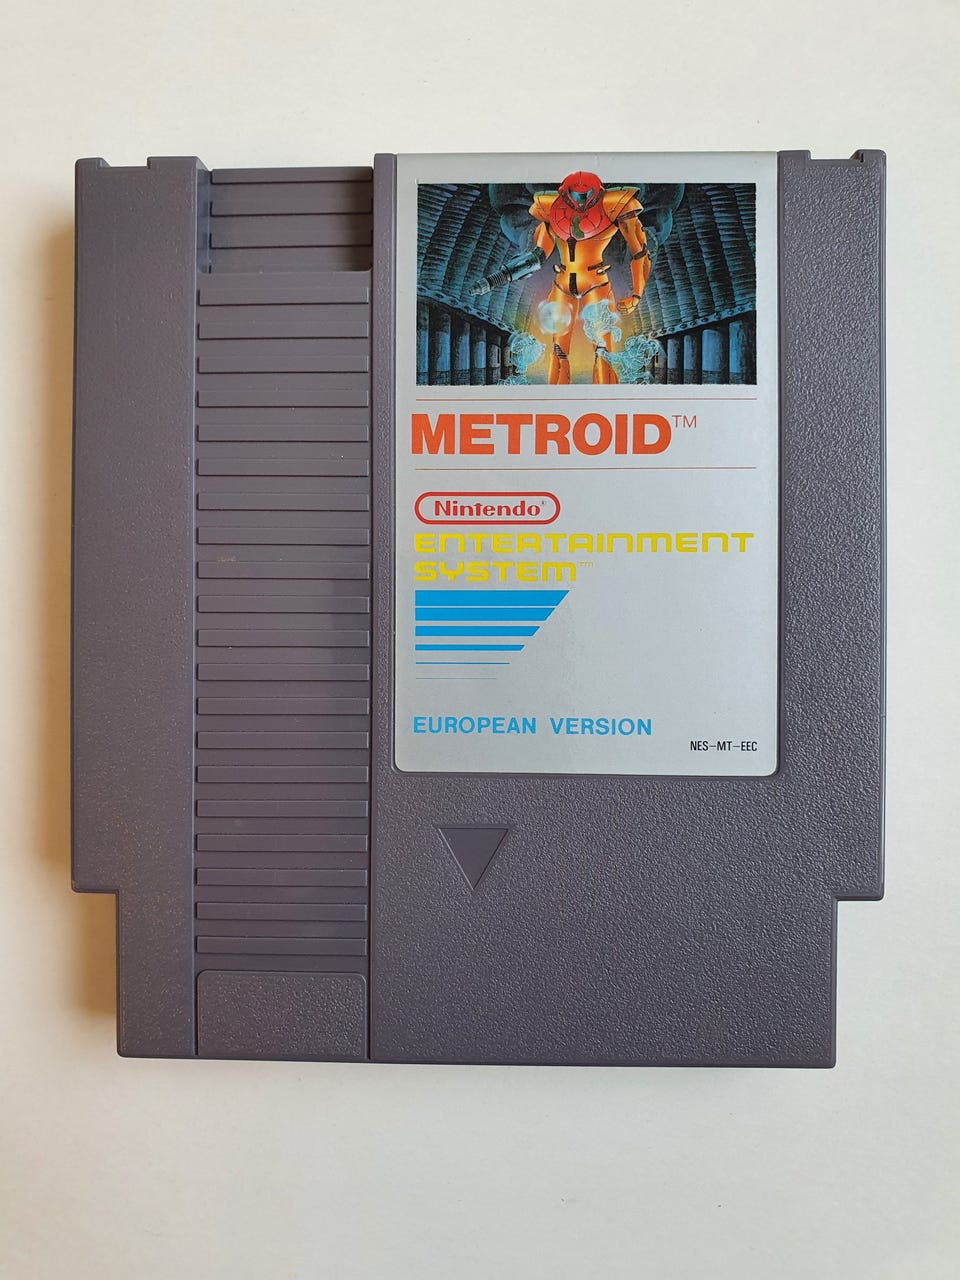 METROID™
Nintendo®
ENTERTAINMENT
SYSTEM™
EUROPEAN VERSION
NES-MT-EEC